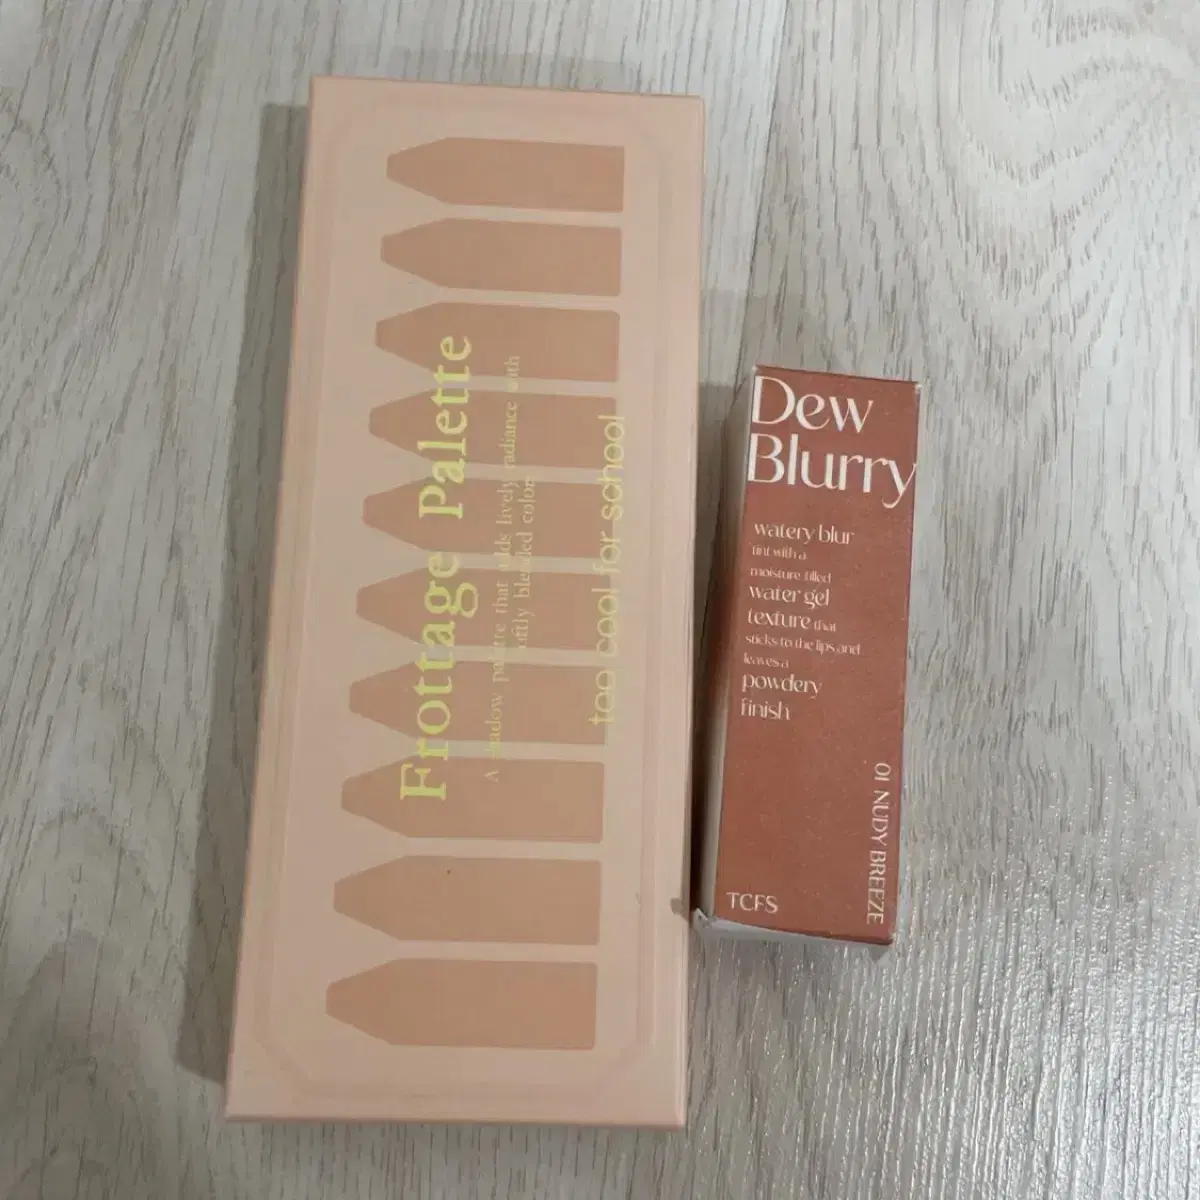 Frottage Palette
A shadow palette that adds lively radiance with
softly blended colors
too cool for school
Dew
Blurry
watery blur
tint with a
moisture-filled
water gel
texture that
sticks to the lips and
leaves a
powdery
finish
01 NUDY BREEZE
TCFS